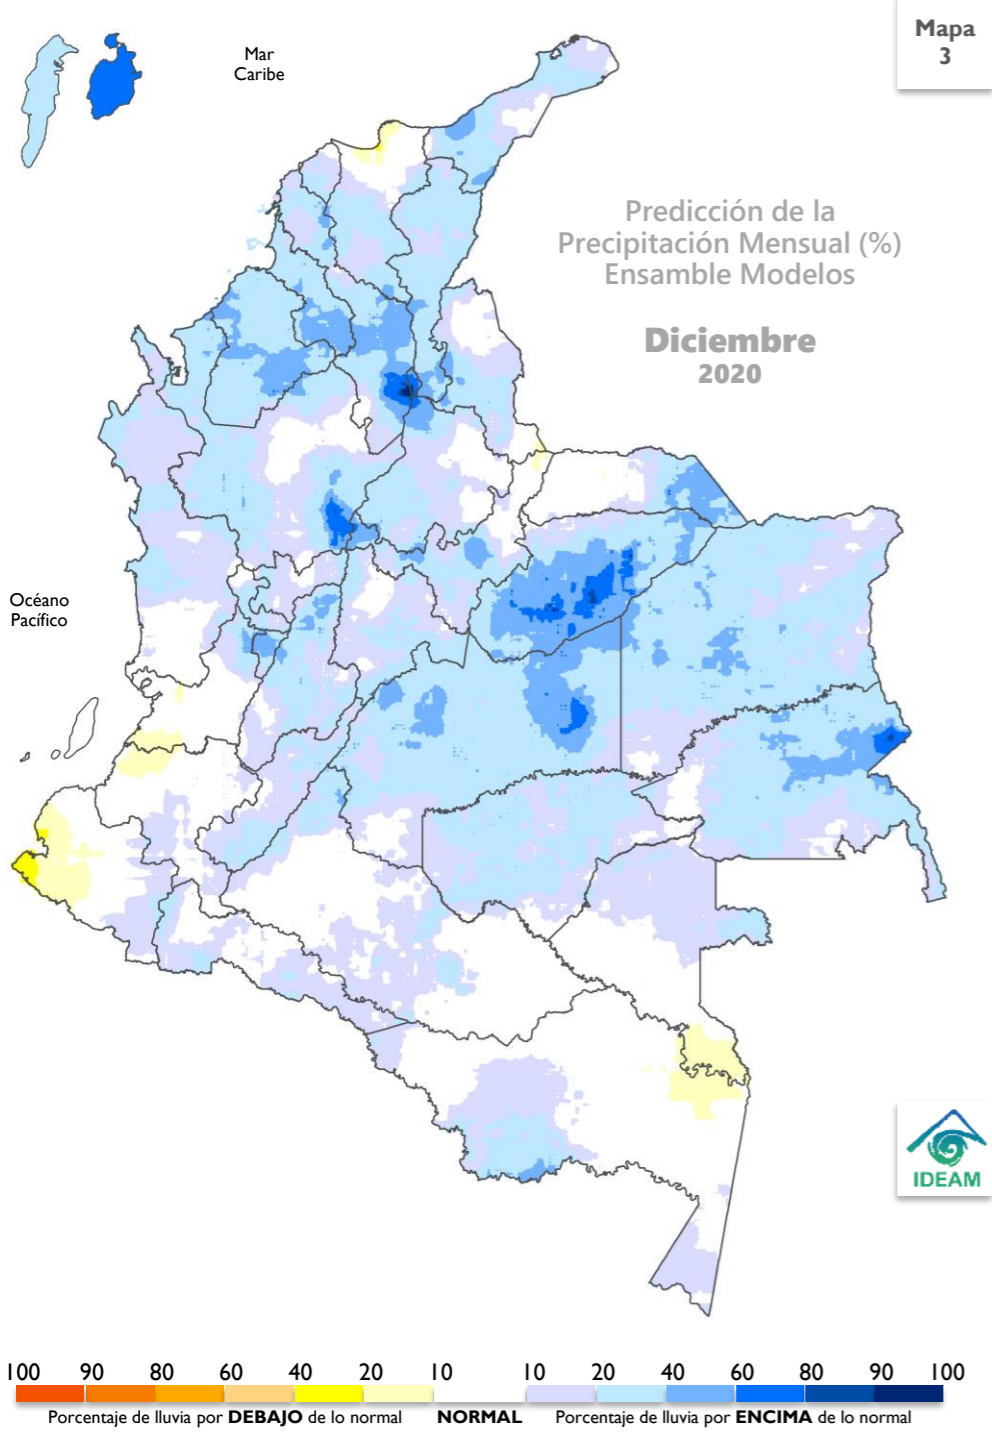 Mapa
3
Mar
Caribe
Predicción de la
Precipitación Mensual (%)
Ensamble Modelos
Diciembre
2020
Océano
Pacífico
IDEAM
100 90 80 60 40 20 10 10 20 40 60 80 90 100
Porcentaje de lluvia por DEBAJO de lo normal NORMAL Porcentaje de lluvia por ENCIMA de lo normal